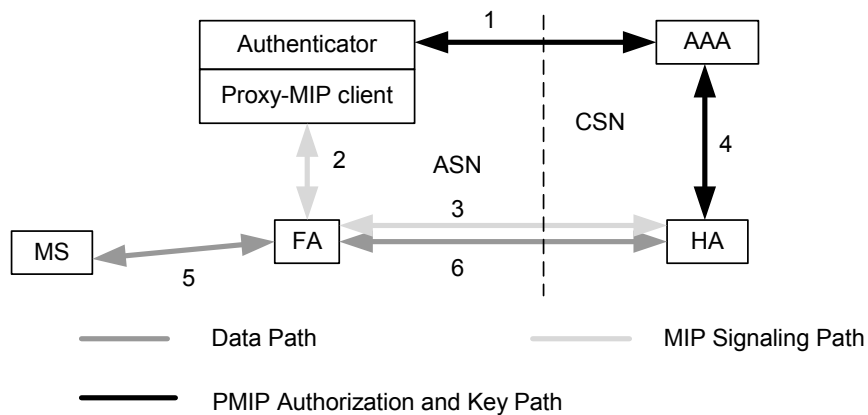 1
Authenticator
AAA
Proxy-MIP client
CSN
2
ASN
4
3
FA
HA
MS
5
6
Data Path
MIP Signaling Path
PMIP Authorization and Key Path